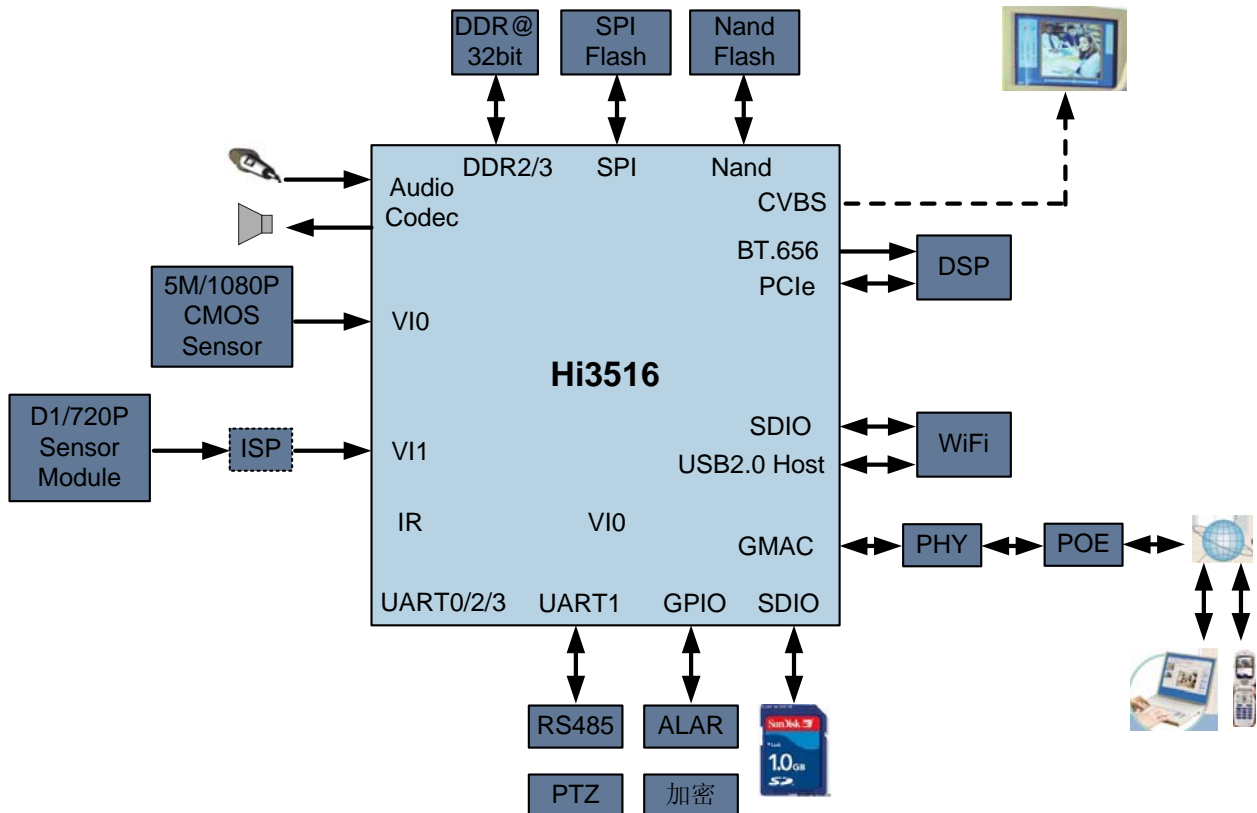 DDR@
32bit
SPI
Flash
Nand
Flash
DDR2/3
SPI
Nand
Audio
Codec
CVBS
BT.656
PCIe
DSP
5M/1080P
CMOS
Sensor
VI0
Hi3516
D1/720P
Sensor
Module
ISP
VI1
SDIO
USB2.0 Host
WiFi
IR
VI0
GMAC
PHY
POE
UART0/2/3
UART1
GPIO
SDIO
RS485
ALAR
SanDisk
1.0GB
SD
PTZ
加密